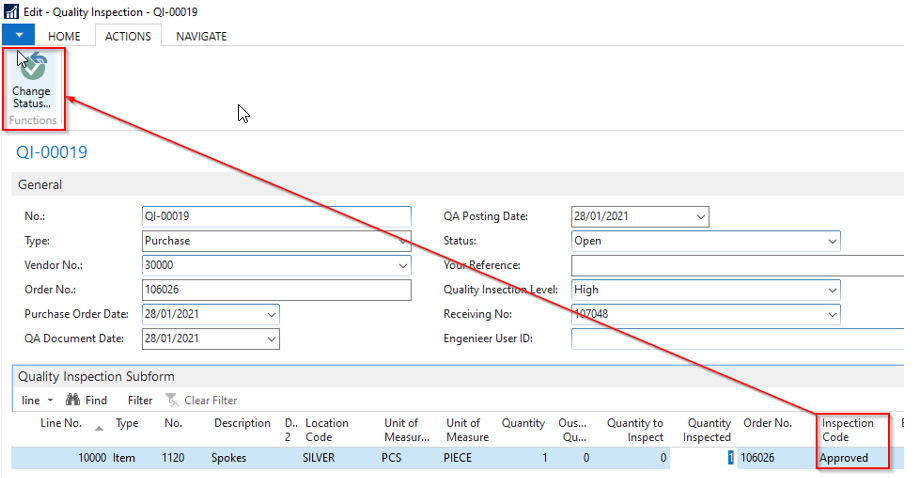 Edit - Quality Inspection - QI-00019
HOME ACTIONS NAVIGATE
Change
Status...
Functions
QI-00019
General
No.: QI-00019 QA Posting Date: 28/01/2021
Type: Purchase Status: Open
Vendor No.: 30000 Your Reference:
Order No.: 106026 Quality Insection Level: High
Purchase Order Date: 28/01/2021 Receiving No: 107048
QA Document Date: 28/01/2021 Engenieer User ID:
Quality Inspection Subform
line Find Filter Clear Filter
Line No. Type No. Description D.. Location Unit of Unit of Quantity Ous... Quantity to Quantity Order No. Inspection
2 Code Measur... Measure Qu... Inspect Inspected Code
10000 Item 1120 Spokes SILVER PCS PIECE 1 0 0 1 106026 Approved